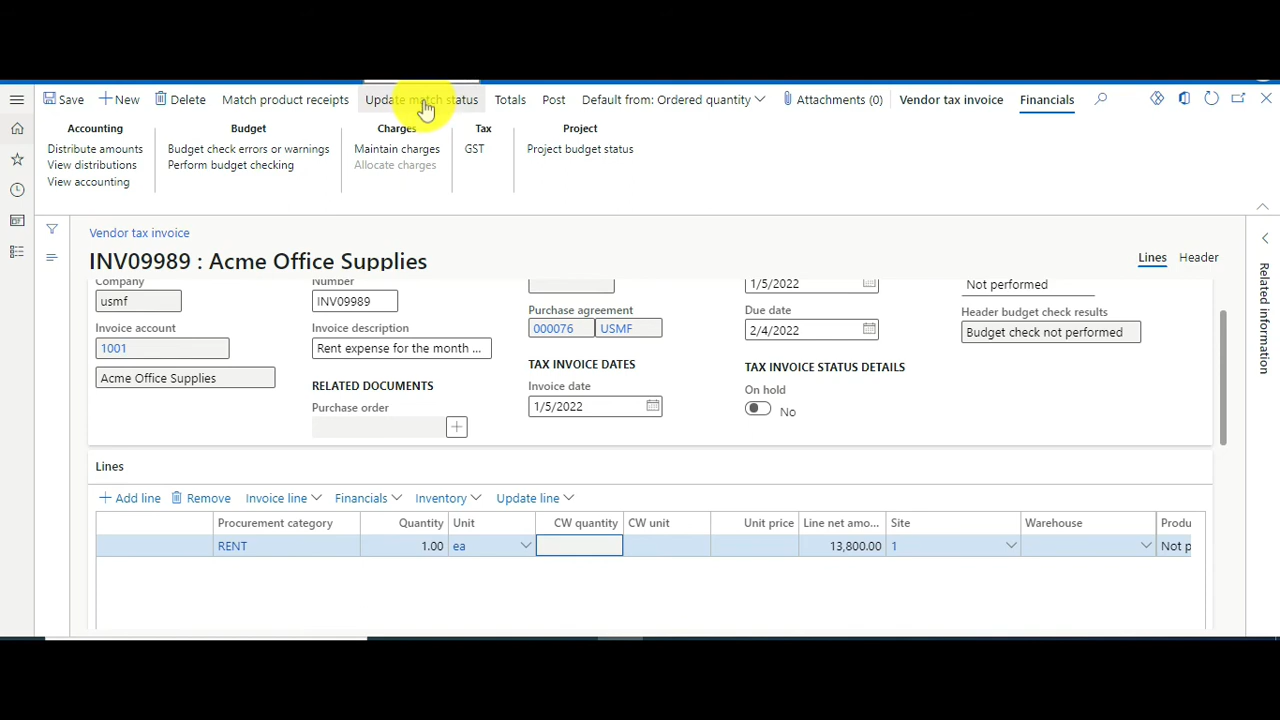 Save New Delete Match product receipts Update match status Totals Post Default from: Ordered quantity Attachments (0) Vendor tax invoice Financials
Accounting Budget Charges Tax Project
Distribute amounts Budget check errors or warnings Maintain charges GST Project budget status
View distributions Perform budget checking Allocate charges
View accounting
Vendor tax invoice
INV09989 : Acme Office Supplies Lines Header
Company Number
usmf INV09989 1/5/2022 Not performed
Purchase agreement Due date Header budget check results
Invoice account Invoice description 000076 USMF 2/4/2022 Budget check not performed
1001 Rent expense for the month ...
TAX INVOICE DATES TAX INVOICE STATUS DETAILS
Acme Office Supplies RELATED DOCUMENTS Invoice date On hold
Purchase order 1/5/2022 No
Related information
Lines
Add line Remove Invoice line Financials Inventory Update line
Procurement category Quantity Unit CW quantity CW unit Unit price Line net amo... Site Warehouse Produ
RENT 1.00 ea 13,800.00 1 Not p